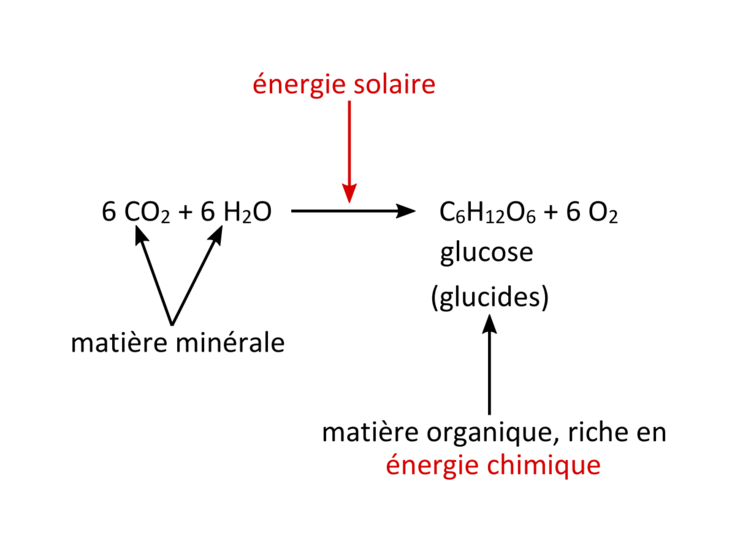 énergie solaire
6 CO₂ + 6 H₂O
C₆H₁₂O₆ + 6 O₂
glucose
(glucides)
matière minérale
matière organique, riche en
énergie chimique